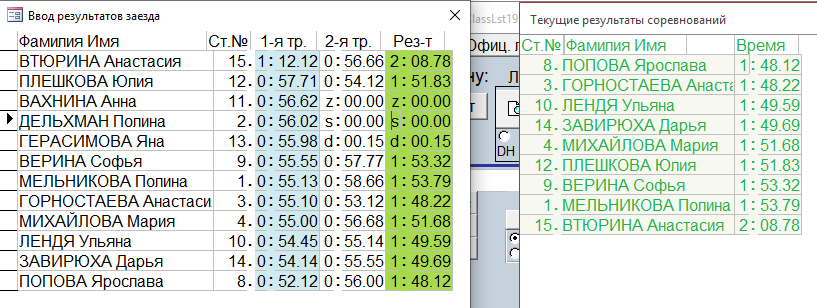 Ввод результатов заезда
Фамилия Имя Ст.№ 1-я тр. 2-я тр. Рез-т
ВТЮРИНА Анастасия 15. 1:12.12 0:56.66 2:08.78
ПЛЕШКОВА Юлия 12. 0:57.71 0:54.12 1:51.83
ВАХНИНА Анна 11. 0:56.62 z:00.00 z:00.00
ДЕЛЬХМАН Полина 2. 0:56.02 s:00.00 s:00.00
ГЕРАСИМОВА Яна 13. 0:55.98 d:00.15 d:00.15
ВЕРИНА Софья 9. 0:55.55 0:57.77 1:53.32
МЕЛЬНИКОВА Полина 1. 0:55.13 0:58.66 1:53.79
ГОРНОСТАЕВА Анастаси 3. 0:55.10 0:53.12 1:48.22
МИХАЙЛОВА Мария 4. 0:55.00 0:56.68 1:51.68
ЛЕНДЯ Ульяна 10. 0:54.45 0:55.14 1:49.59
ЗАВИРЮХА Дарья 14. 0:54.14 0:55.55 1:49.69
ПОПОВА Ярослава 8. 0:52.12 0:56.00 1:48.12
ClassLst19
Офиц. л
ну: Л
т
DH
Текущие результаты соревнований
Ст.№ Фамилия Имя Время
8. ПОПОВА Ярослава 1:48.12
3. ГОРНОСТАЕВА Анаста 1:48.22
10. ЛЕНДЯ Ульяна 1:49.59
14. ЗАВИРЮХА Дарья 1:49.69
4. МИХАЙЛОВА Мария 1:51.68
12. ПЛЕШКОВА Юлия 1:51.83
9. ВЕРИНА Софья 1:53.32
1. МЕЛЬНИКОВА Полина 1:53.79
15. ВТЮРИНА Анастасия 2:08.78